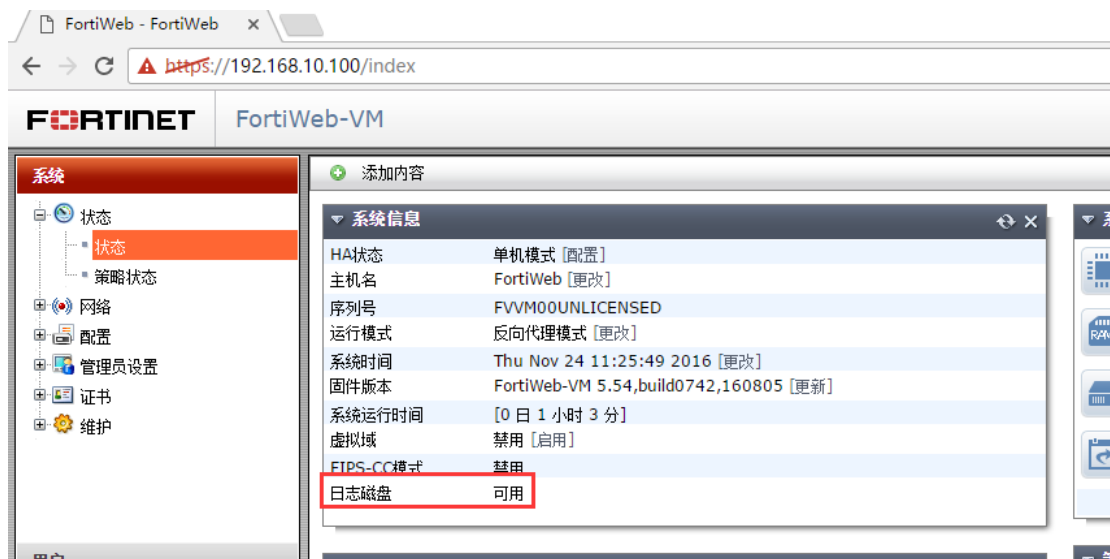 FortiWeb - FortiWeb
https://192.168.10.100/index
FORTINET FortiWeb-VM
系统
状态
状态
策略状态
网络
配置
管理员设置
证书
维护
添加内容
系统信息
HA状态 单机模式 [配置]
主机名 FortiWeb [更改]
序列号 FVVM00UNLICENSED
运行模式 反向代理模式 [更改]
系统时间 Thu Nov 24 11:25:49 2016 [更改]
固件版本 FortiWeb-VM 5.54,build0742,160805 [更新]
系统运行时间 [0 日 1 小时 3 分]
虚拟域 禁用 [启用]
FIPS-CC模式 禁用
日志磁盘 可用
RAM